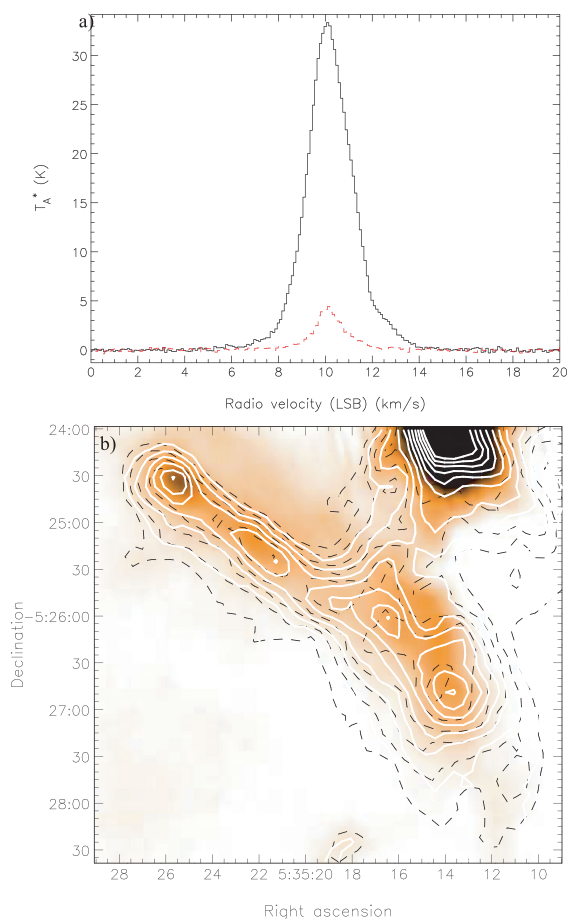 a)
30
25
20
15
10
5
0
T_A^* (K)
0 2 4 6 8 10 12 14 16 18 20
Radio velocity (LSB) (km/s)
b)
24:00
30
25:00
30
-5:26:00
30
27:00
30
28:00
30
Declination
28 26 24 22 5:35:20 18 16 14 12 10
Right ascension